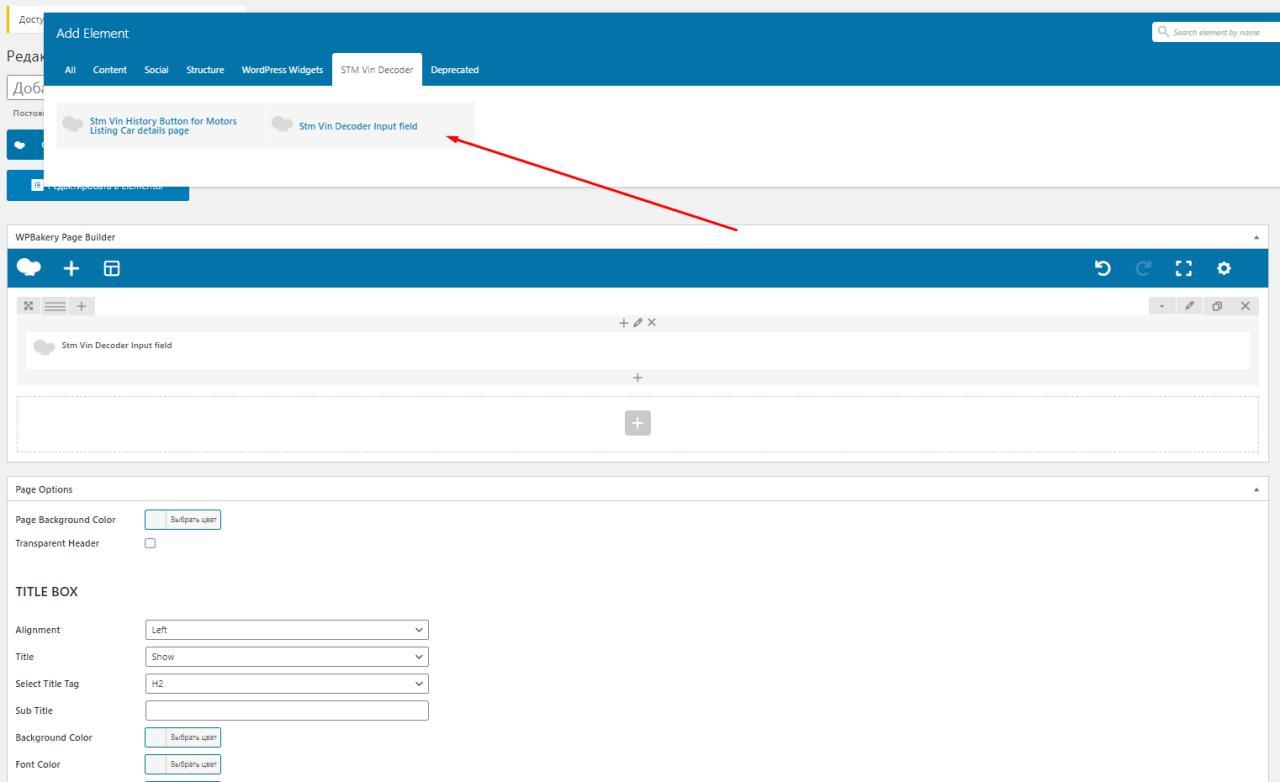 Досту
Add Element
Search element by name
Редак
All Content Social Structure WordPress Widgets STM Vin Decoder Deprecated
Доба
Постоян
Stm Vin History Button for Motors
Listing Car details page
Stm Vin Decoder Input field
Редактировать в Elementor
WPBakery Page Builder
Stm Vin Decoder Input field
Page Options
Page Background Color Выбрать цвет
Transparent Header
TITLE BOX
Alignment Left
Title Show
Select Title Tag H2
Sub Title
Background Color Выбрать цвет
Font Color Выбрать цвет